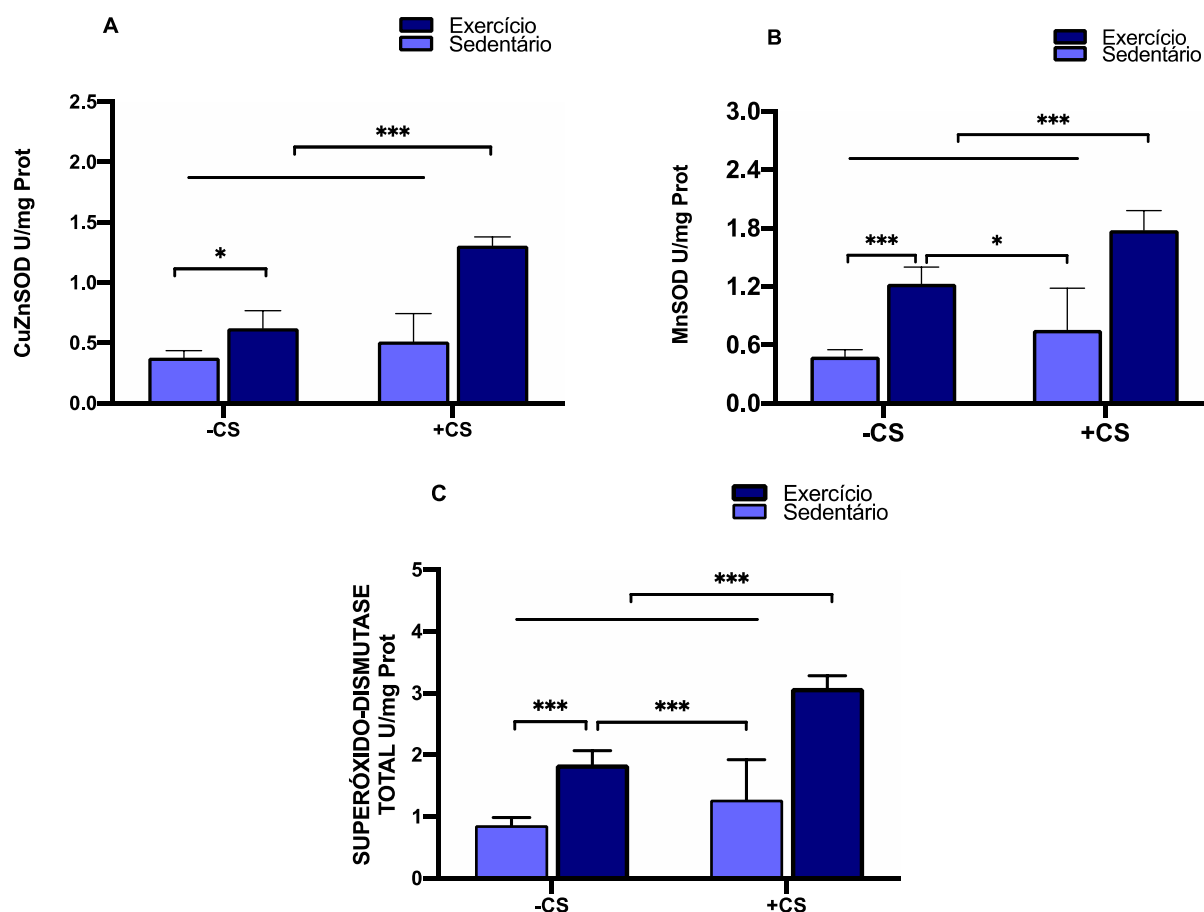 A
Exercício
Sedentário
CuZnSOD U/mg Prot
2.5
2.0
1.5
1.0
0.5
0.0
***
*
-CS
+CS
B
Exercício
Sedentário
MnSOD U/mg Prot
3.0
2.4
1.8
1.2
0.6
0.0
***
***
*
-CS
+CS
C
Exercício
Sedentário
SUPERÓXIDO-DISMUTASE
TOTAL U/mg Prot
5
4
3
2
1
0
***
***
***
-CS
+CS